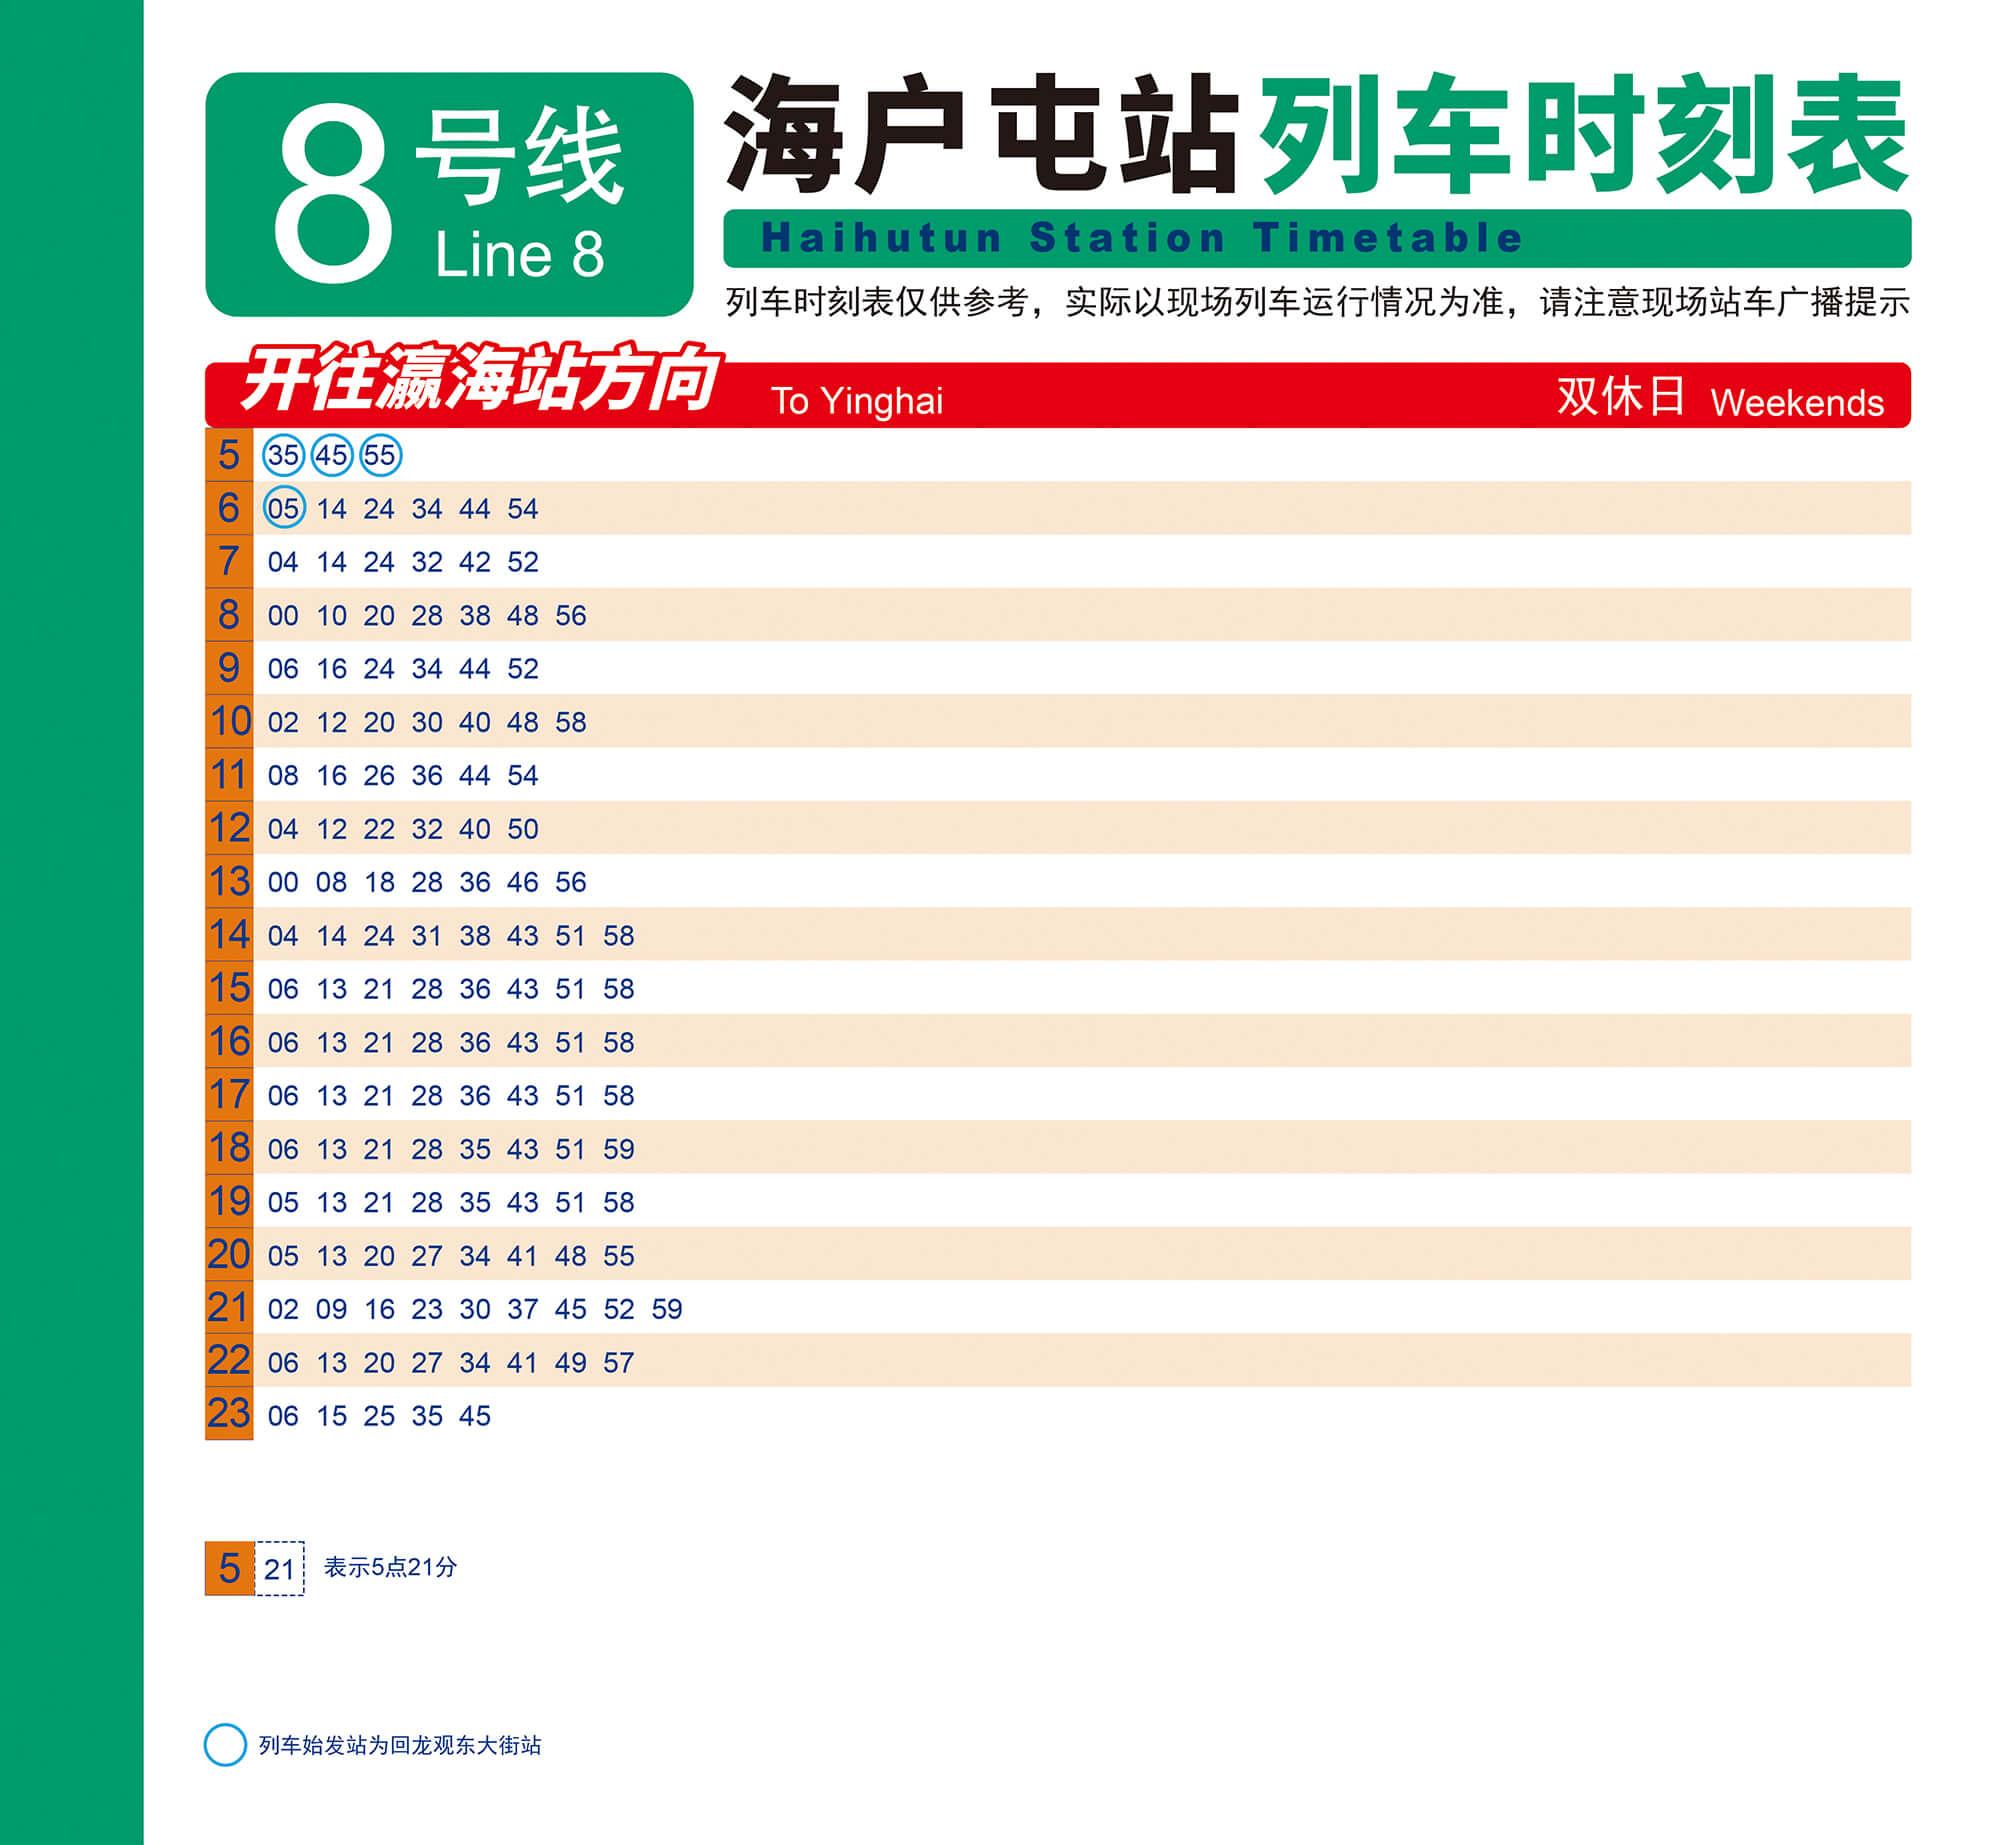 8号线
Line 8
海户屯站列车时刻表
Haihutun Station Timetable
列车时刻表仅供参考，实际以现场列车运行情况为准，请注意现场站车广播提示
开往瀛海站方向 To Yinghai 双休日 Weekends
5 35 45 55
6 05 14 24 34 44 54
7 04 14 24 32 42 52
8 00 10 20 28 38 48 56
9 06 16 24 34 44 52
10 02 12 20 30 40 48 58
11 08 16 26 36 44 54
12 04 12 22 32 40 50
13 00 08 18 28 36 46 56
14 04 14 24 31 38 43 51 58
15 06 13 21 28 36 43 51 58
16 06 13 21 28 36 43 51 58
17 06 13 21 28 36 43 51 58
18 06 13 21 28 35 43 51 59
19 05 13 21 28 35 43 51 58
20 05 13 20 27 34 41 48 55
21 02 09 16 23 30 37 45 52 59
22 06 13 20 27 34 41 49 57
23 06 15 25 35 45
5 21 表示5点21分
列车始发站为回龙观东大街站